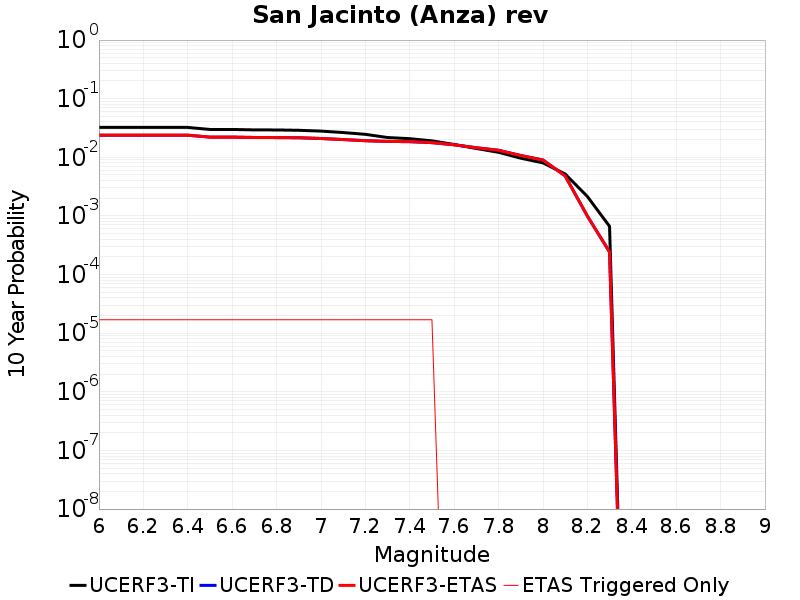 San Jacinto (Anza) rev
10^0
10^-1
10^-2
10^-3
10^-4
10^-5
10^-6
10^-7
10^-8
10 Year Probability
6 6.2 6.4 6.6 6.8 7 7.2 7.4 7.6 7.8 8 8.2 8.4 8.6 8.8 9
Magnitude
UCERF3-TI UCERF3-TD UCERF3-ETAS ETAS Triggered Only